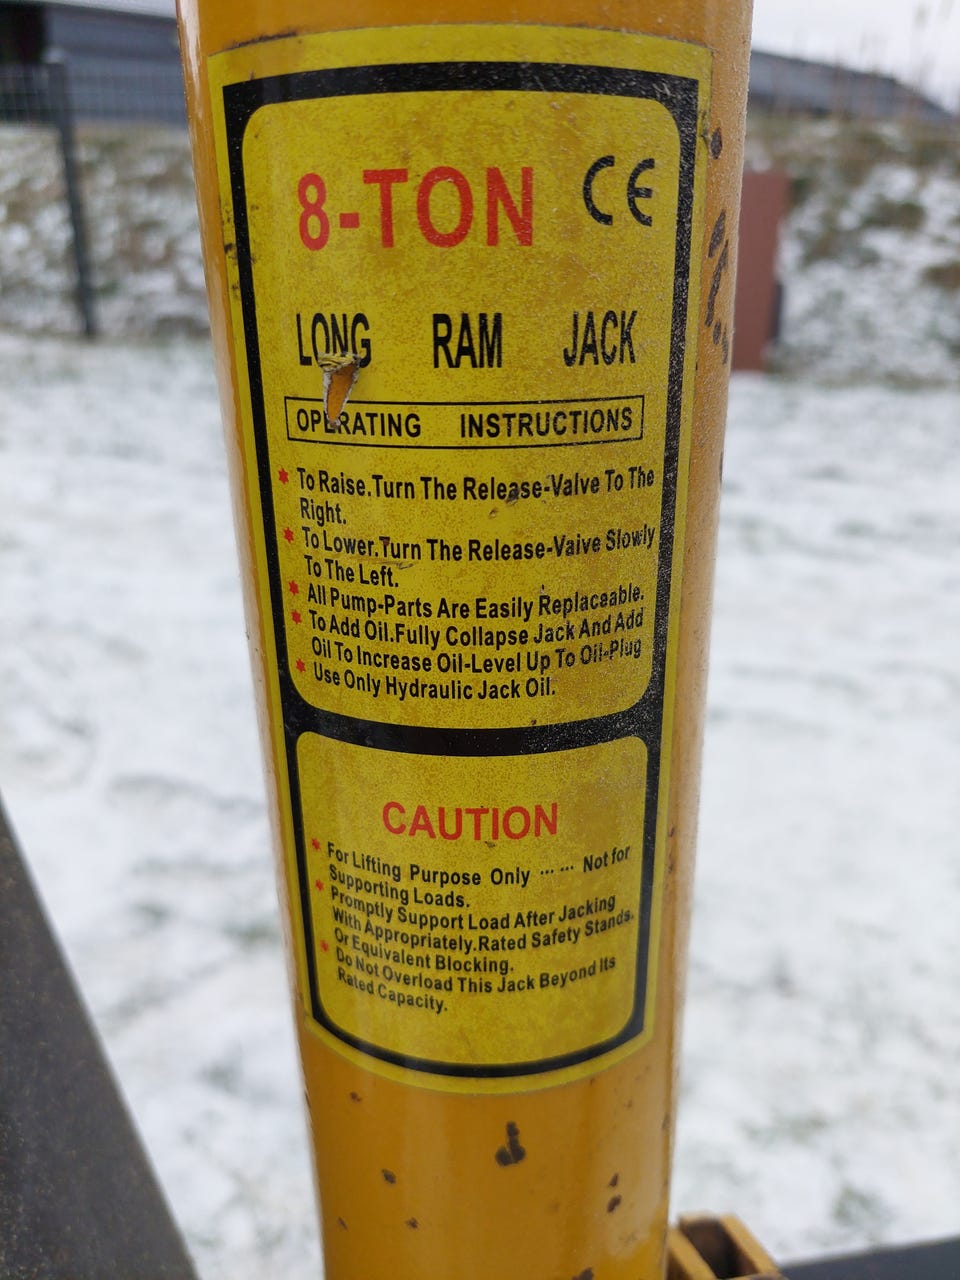 8-TON CE
LONG RAM JACK
OPERATING INSTRUCTIONS
* To Raise.Turn The Release-Valve To The
Right.
* To Lower.Turn The Release-Vaive Slowly
To The Left.
* All Pump-Parts Are Easily Replaceable.
* To Add Oil.Fully Collapse Jack And Add
Oil To Increase Oil-Level Up To Oil-Plug
* Use Only Hydraulic Jack Oil.
CAUTION
* For Lifting Purpose Only ... ... Not for
Supporting Loads.
* Promptly Support Load After Jacking
With Appropriately.Rated Safety Stands.
Or Equivalent Blocking.
* Do Not Overload This Jack Beyond Its
Rated Capacity.